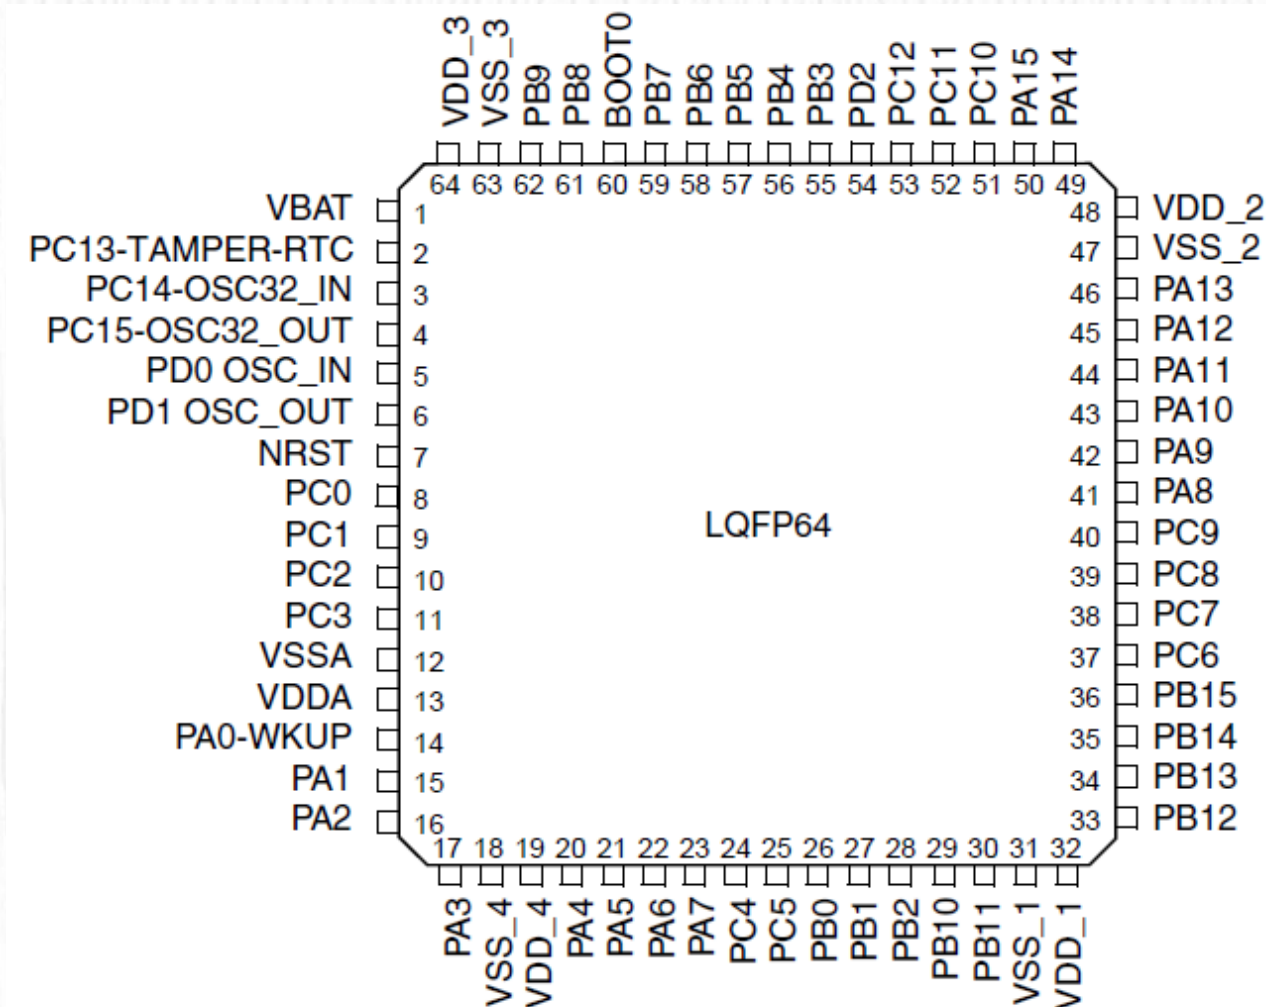 VDD_3
VSS_3
PB9
PB8
BOOT0
PB7
PB6
PB5
PB4
PB3
PD2
PC12
PC11
PC10
PA15
PA14
64 63 62 61 60 59 58 57 56 55 54 53 52 51 50 49
VBAT 1
PC13-TAMPER-RTC 2
PC14-OSC32_IN 3
PC15-OSC32_OUT 4
PD0 OSC_IN 5
PD1 OSC_OUT 6
NRST 7
PC0 8
PC1 9
PC2 10
PC3 11
VSSA 12
VDDA 13
PA0-WKUP 14
PA1 15
PA2 16
LQFP64
48 VDD_2
47 VSS_2
46 PA13
45 PA12
44 PA11
43 PA10
42 PA9
41 PA8
40 PC9
39 PC8
38 PC7
37 PC6
36 PB15
35 PB14
34 PB13
33 PB12
17 18 19 20 21 22 23 24 25 26 27 28 29 30 31 32
PA3
VSS_4
VDD_4
PA4
PA5
PA6
PA7
PC4
PC5
PB0
PB1
PB2
PB10
PB11
VSS_1
VDD_1